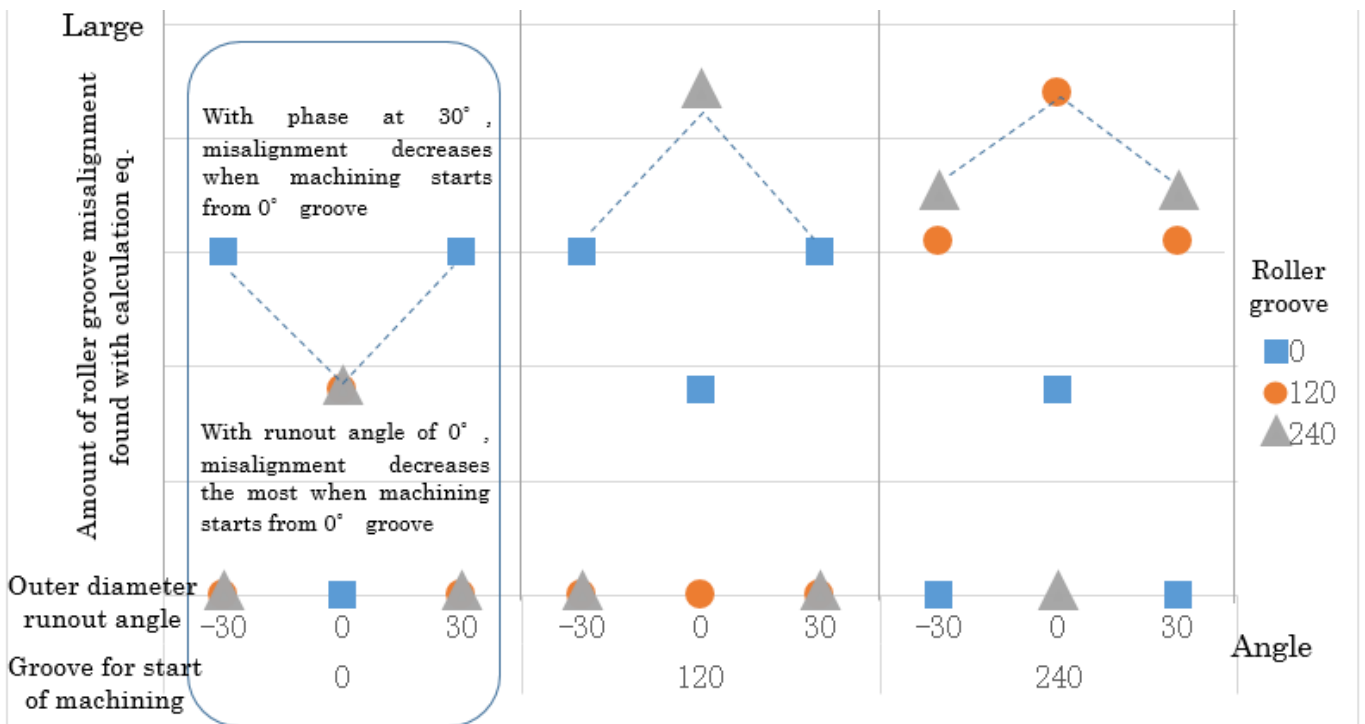 Large
Amount of roller groove misalignment
found with calculation eq.
With phase at 30°,
misalignment decreases
when machining starts
from 0° groove
With runout angle of 0°,
misalignment decreases
the most when machining
starts from 0° groove
Roller
groove
0
120
240
Outer diameter
runout angle
−30 0 30 −30 0 30 −30 0 30
Angle
Groove for start
of machining
0 120 240